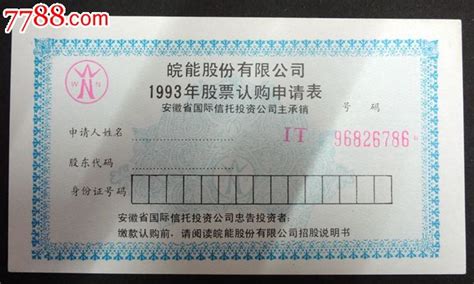 7788.com
W N
皖能股份有限公司
1993年股票认购申请表
安徽省国际信托投资公司主承销
号 码
申请人姓名
IT 96826786
股东代码
身份证号码
安徽省国际信托投资公司忠告投资者：
缴款认购前，请阅读皖能股份有限公司招股说明书